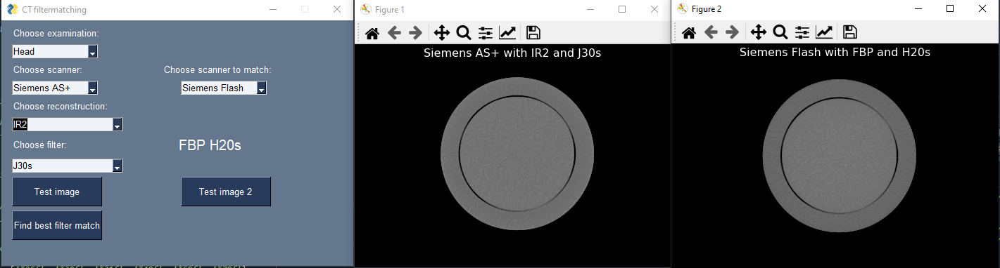 CT filtermatching
Choose examination:
Head
Choose scanner:
Siemens AS+
Choose scanner to match:
Siemens Flash
Choose reconstruction:
IR2
Choose filter:
J30s
FBP H20s
Test image
Test image 2
Find best filter match
Figure 1
Siemens AS+ with IR2 and J30s
Figure 2
Siemens Flash with FBP and H20s